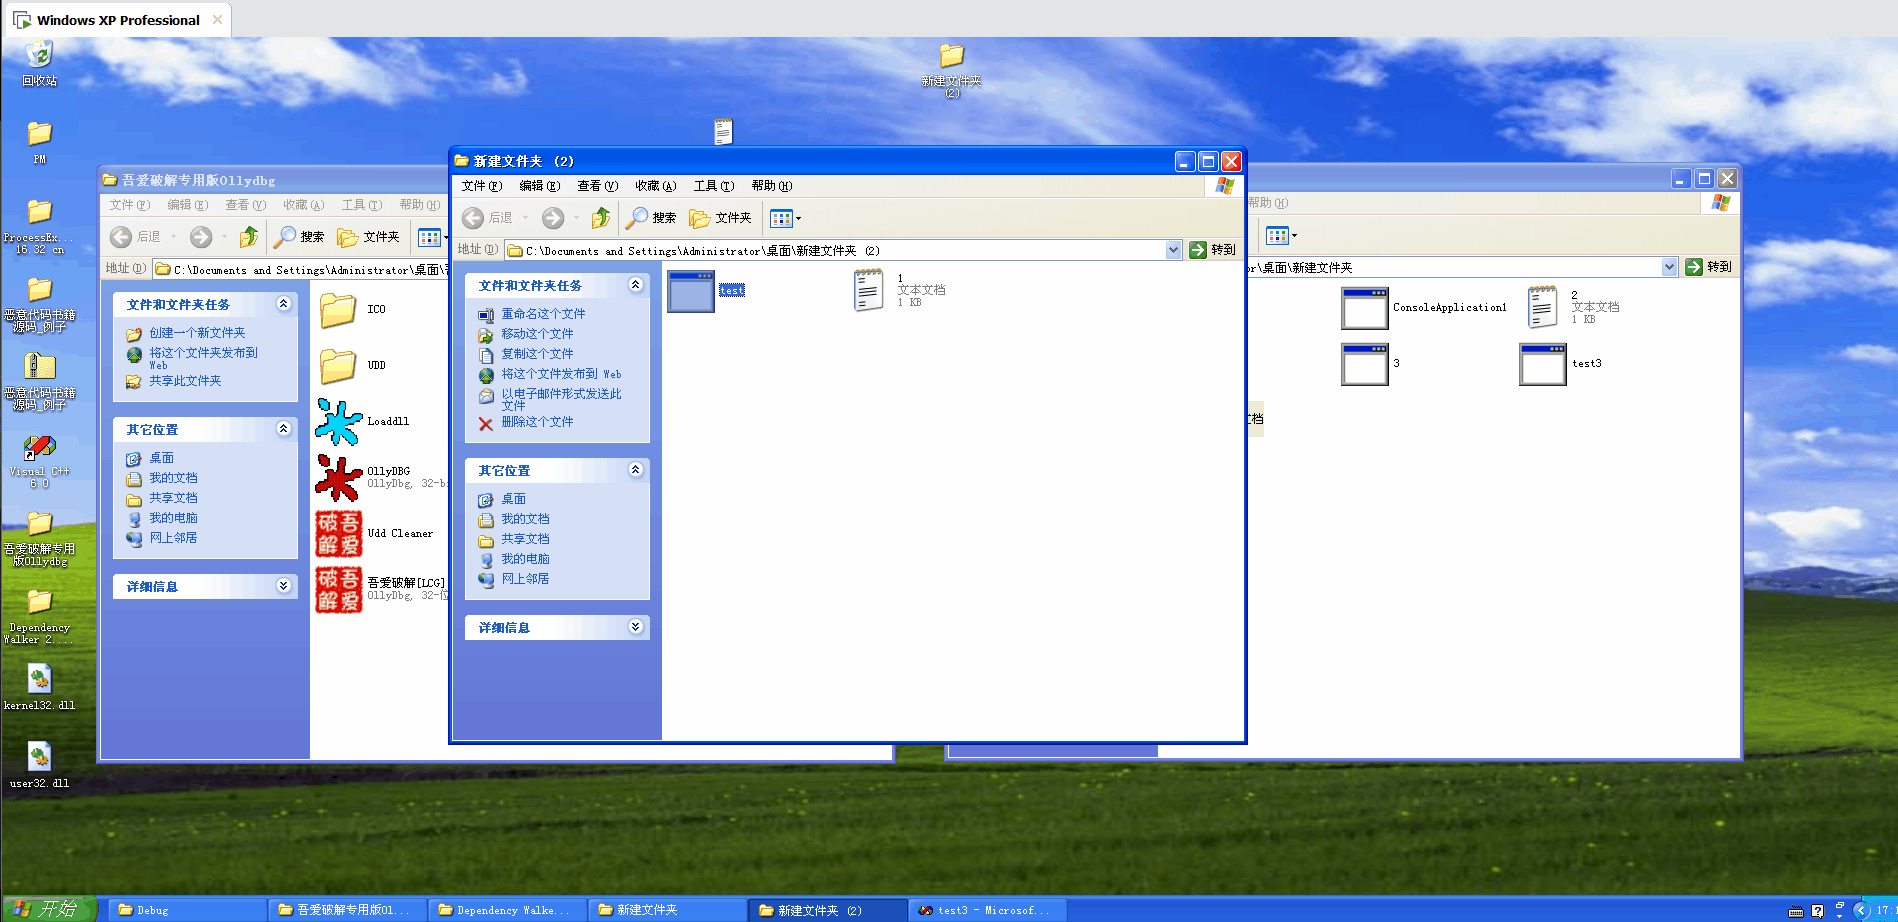 Windows XP Professional
回收站
PM
ProcessEx...
16.32 cn
恶意代码书籍
源码_例子
恶意代码书籍
源码_例子
Visual C++
6.0
吾爱破解专用
版Ollydbg
Dependency
Walker 2....
kernel32.dll
user32.dll
新建文件夹
(2)
吾爱破解专用版Ollydbg
文件(F) 编辑(E) 查看(V) 收藏(A) 工具(T) 帮助(H)
后退 搜索 文件夹
地址(D) C:\Documents and Settings\Administrator\桌面\
文件和文件夹任务
创建一个新文件夹
将这个文件夹发布到
Web
共享此文件夹
其它位置
桌面
我的文档
共享文档
我的电脑
网上邻居
详细信息
ICO
UDD
Loaddll
OllyDBG
OllyDbg, 32-b
Udd Cleaner
吾爱破解[LCG]
OllyDbg, 32-位
新建文件夹 (2)
文件(F) 编辑(E) 查看(V) 收藏(A) 工具(T) 帮助(H)
后退 搜索 文件夹
地址(D) C:\Documents and Settings\Administrator\桌面\新建文件夹 (2) 转到
文件和文件夹任务
重命名这个文件
移动这个文件
复制这个文件
将这个文件发布到 Web
以电子邮件形式发送此
文件
删除这个文件
其它位置
桌面
我的文档
共享文档
我的电脑
网上邻居
详细信息
test
1
文本文档
1 KB
帮助(H)
or\桌面\新建文件夹 转到
ConsoleApplication1
2
文本文档
1 KB
3
test3
文档
开始
Debug
吾爱破解专用版Ol...
Dependency Walke...
新建文件夹
新建文件夹 (2)
test3 - Microsof...
17: